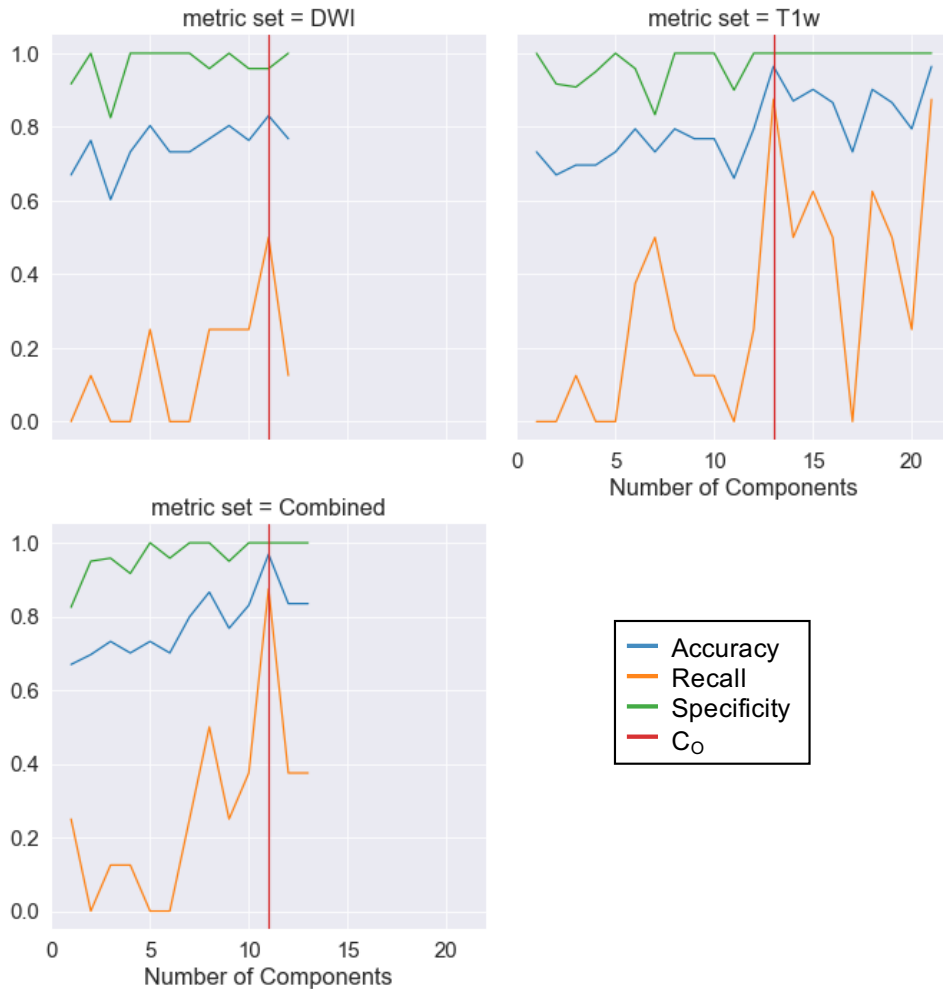 metric set = DWI
1.0
0.8
0.6
0.4
0.2
0.0
metric set = T1w
0 5 10 15 20
Number of Components
metric set = Combined
1.0
0.8
0.6
0.4
0.2
0.0
0 5 10 15 20
Number of Components
Accuracy
Recall
Specificity
C_O